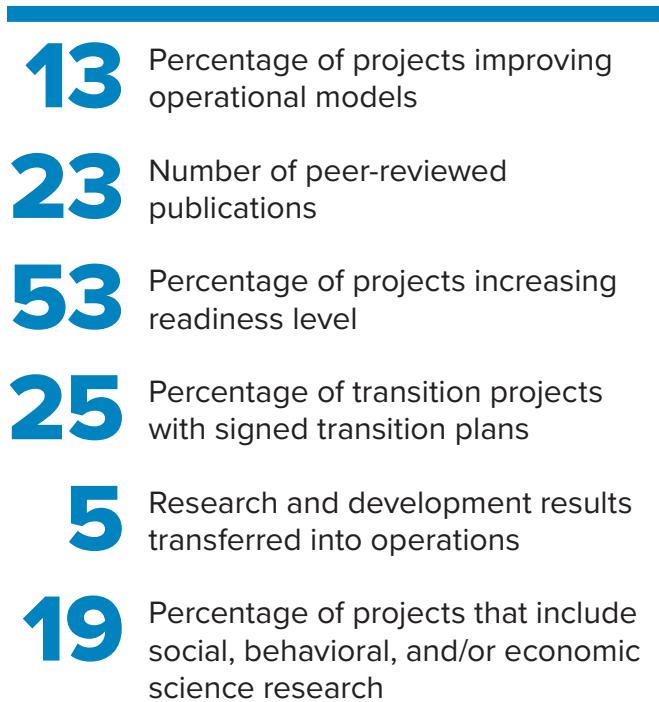 13 Percentage of projects improving
operational models
23 Number of peer-reviewed
publications
53 Percentage of projects increasing
readiness level
25 Percentage of transition projects
with signed transition plans
5 Research and development results
transferred into operations
19 Percentage of projects that include
social, behavioral, and/or economic
science research